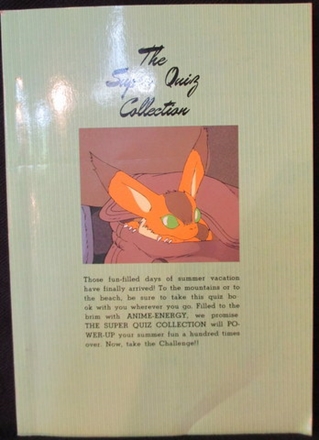 The
Super Quiz
Collection
Those fun-filled days of summer vacation
have finally arrived! To the mountains or to
the beach, be sure to take this quiz bo-
ok with you wherever you go. Filled to the
brim with ANIME-ENERGY, we promise
THE SUPER QUIZ COLLECTION will PO-
WER-UP your summer fun a hundred times
over. Now, take the Challenge!!